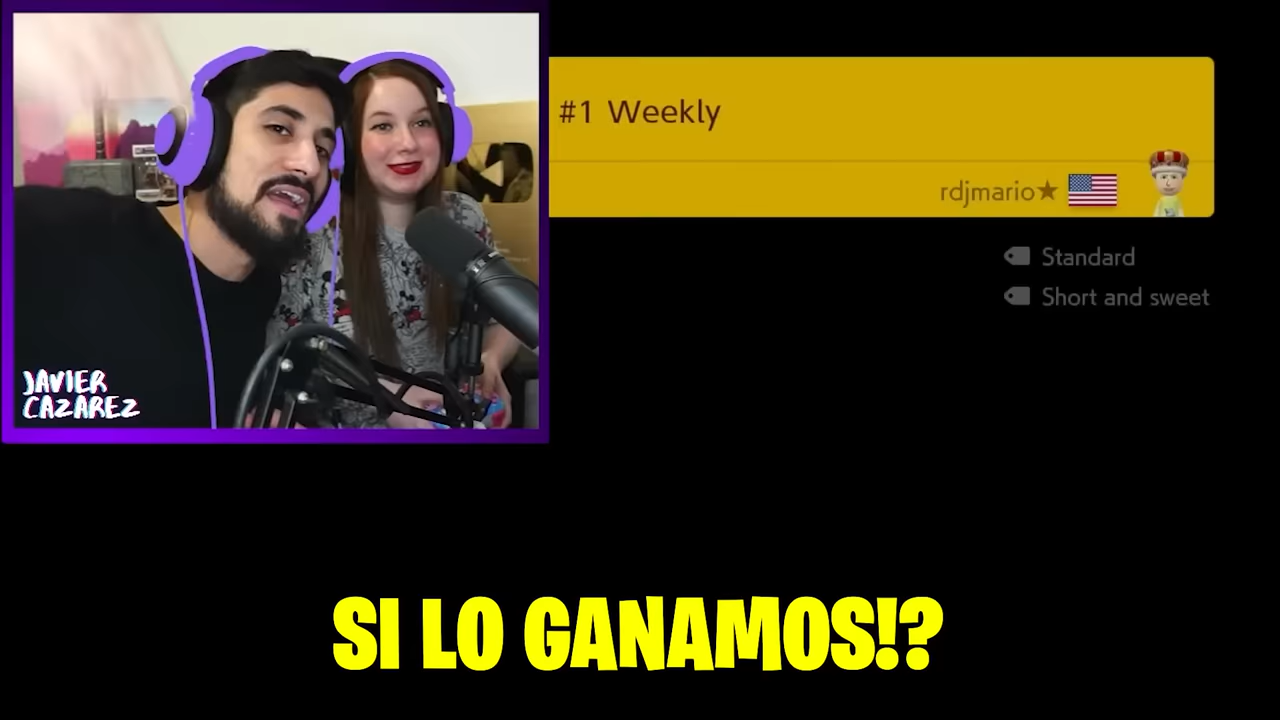 #1 Weekly
rdjmario★
Standard
Short and sweet
JAVIER
CAZAREZ
SI LO GANAMOS!?